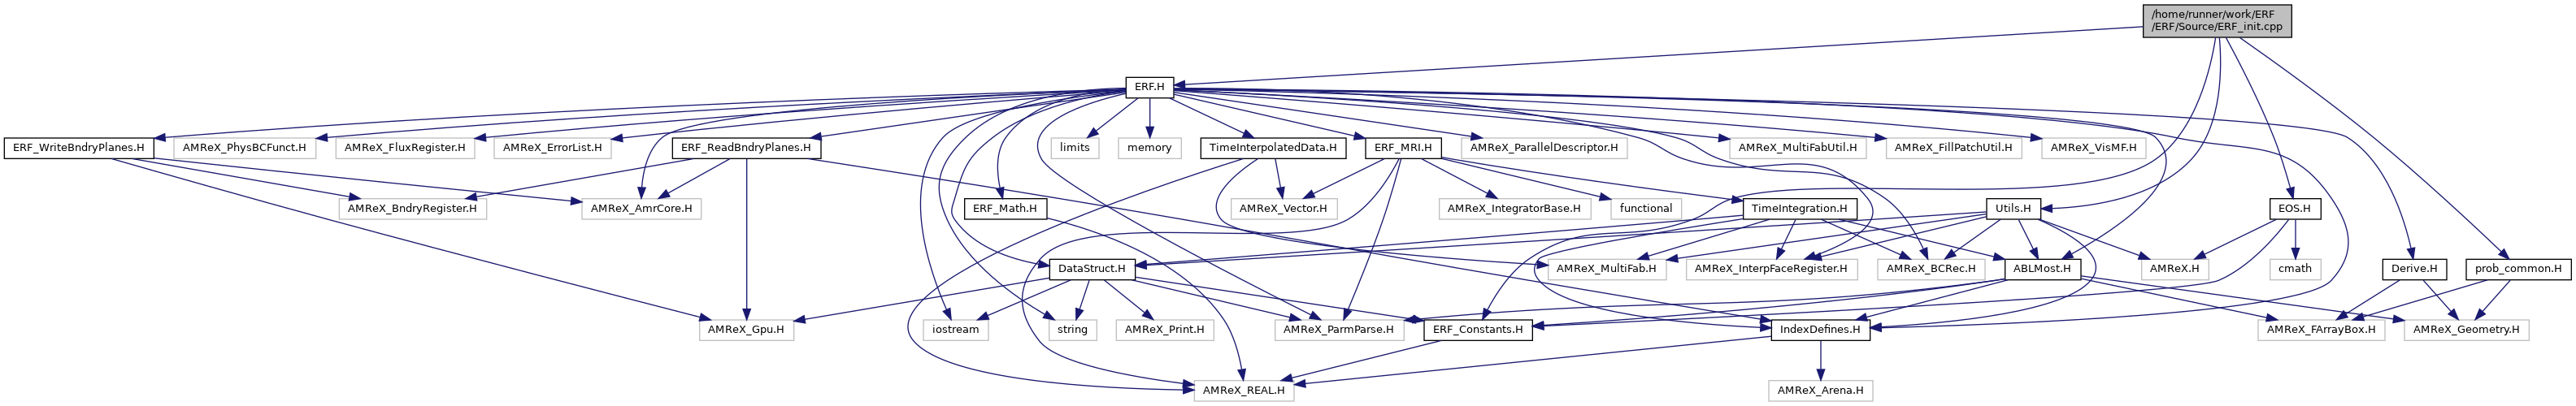 /home/runner/work/ERF
/ERF/Source/ERF_init.cpp
ERF.H
ERF_WriteBndryPlanes.H
AMReX_PhysBCFunct.H
AMReX_FluxRegister.H
AMReX_ErrorList.H
ERF_ReadBndryPlanes.H
limits
memory
TimeInterpolatedData.H
ERF_MRI.H
AMReX_ParallelDescriptor.H
AMReX_MultiFabUtil.H
AMReX_FillPatchUtil.H
AMReX_VisMF.H
AMReX_BndryRegister.H
AMReX_AmrCore.H
ERF_Math.H
AMReX_Vector.H
AMReX_IntegratorBase.H
functional
TimeIntegration.H
Utils.H
EOS.H
DataStruct.H
AMReX_MultiFab.H
AMReX_InterpFaceRegister.H
AMReX_BCRec.H
ABLMost.H
AMReX.H
cmath
Derive.H
prob_common.H
AMReX_Gpu.H
iostream
string
AMReX_Print.H
AMReX_ParmParse.H
ERF_Constants.H
IndexDefines.H
AMReX_FArrayBox.H
AMReX_Geometry.H
AMReX_REAL.H
AMReX_Arena.H